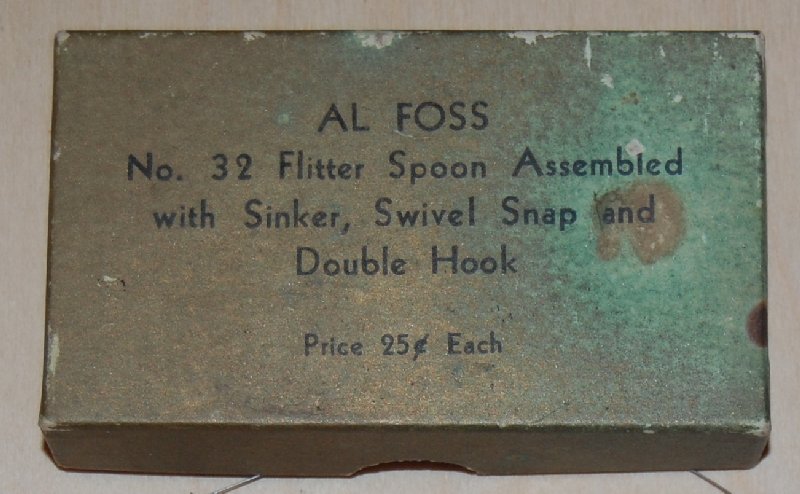 AL FOSS
No. 32 Flitter Spoon Assembled
with Sinker, Swivel Snap and
Double Hook
Price 25¢ Each